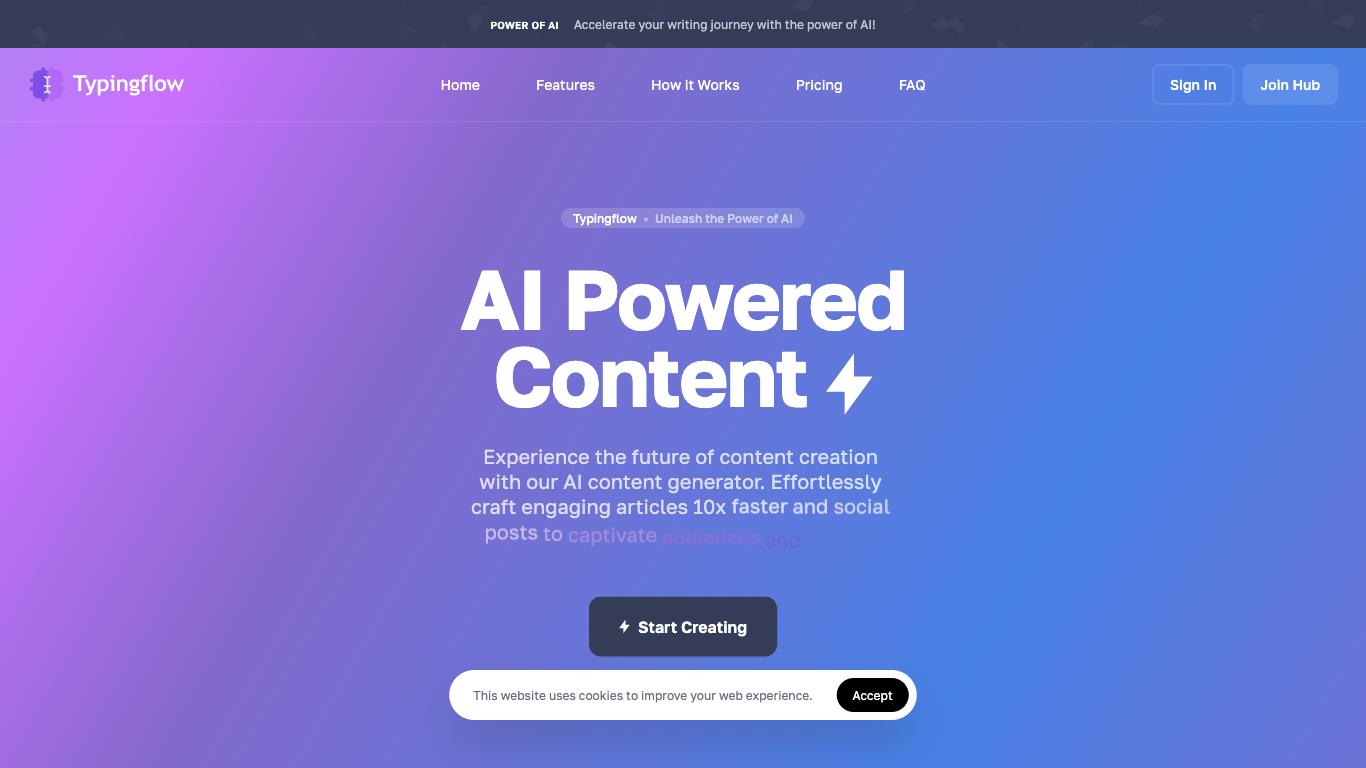 POWER OF AI Accelerate your writing journey with the power of AI!
Typingflow
Home Features How it Works Pricing FAQ
Sign In Join Hub
Typingflow • Unleash the Power of AI
AI Powered
Content
Experience the future of content creation
with our AI content generator. Effortlessly
craft engaging articles 10x faster and social
posts to captivate audiences and
Start Creating
This website uses cookies to improve your web experience. Accept